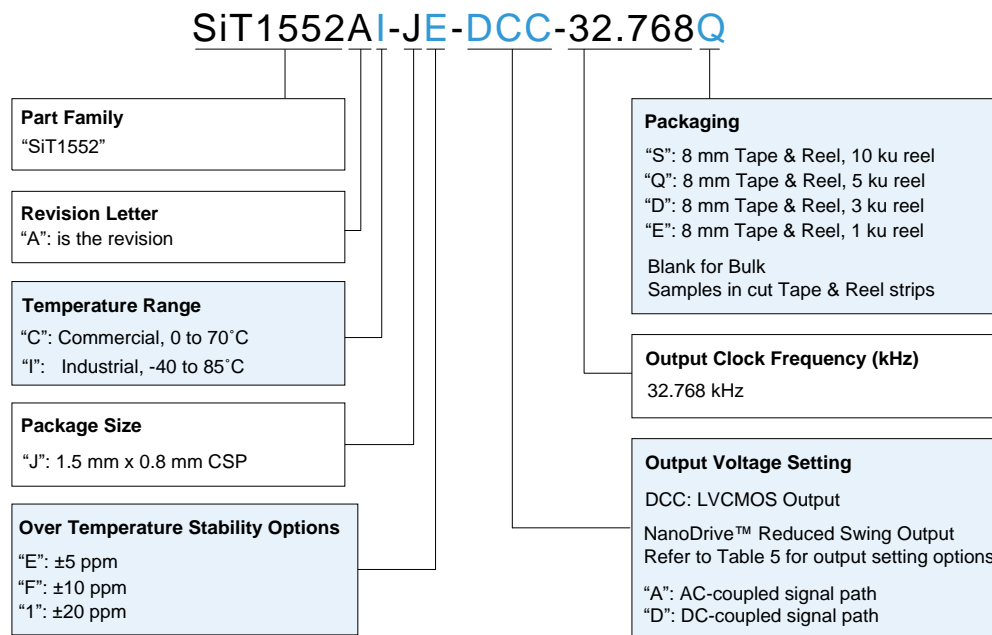 SiT1552AI-JE-DCC-32.768Q
Part Family
“SiT1552”
Revision Letter
“A”: is the revision
Temperature Range
“C”: Commercial, 0 to 70˚C
“I”: Industrial, -40 to 85˚C
Package Size
“J”: 1.5 mm x 0.8 mm CSP
Over Temperature Stability Options
“E”: ±5 ppm
“F”: ±10 ppm
“1”: ±20 ppm
Packaging
“S”: 8 mm Tape & Reel, 10 ku reel
“Q”: 8 mm Tape & Reel, 5 ku reel
“D”: 8 mm Tape & Reel, 3 ku reel
“E”: 8 mm Tape & Reel, 1 ku reel
Blank for Bulk
Samples in cut Tape & Reel strips
Output Clock Frequency (kHz)
32.768 kHz
Output Voltage Setting
DCC: LVCMOS Output
NanoDrive™ Reduced Swing Output
Refer to Table 5 for output setting options
“A”: AC-coupled signal path
“D”: DC-coupled signal path